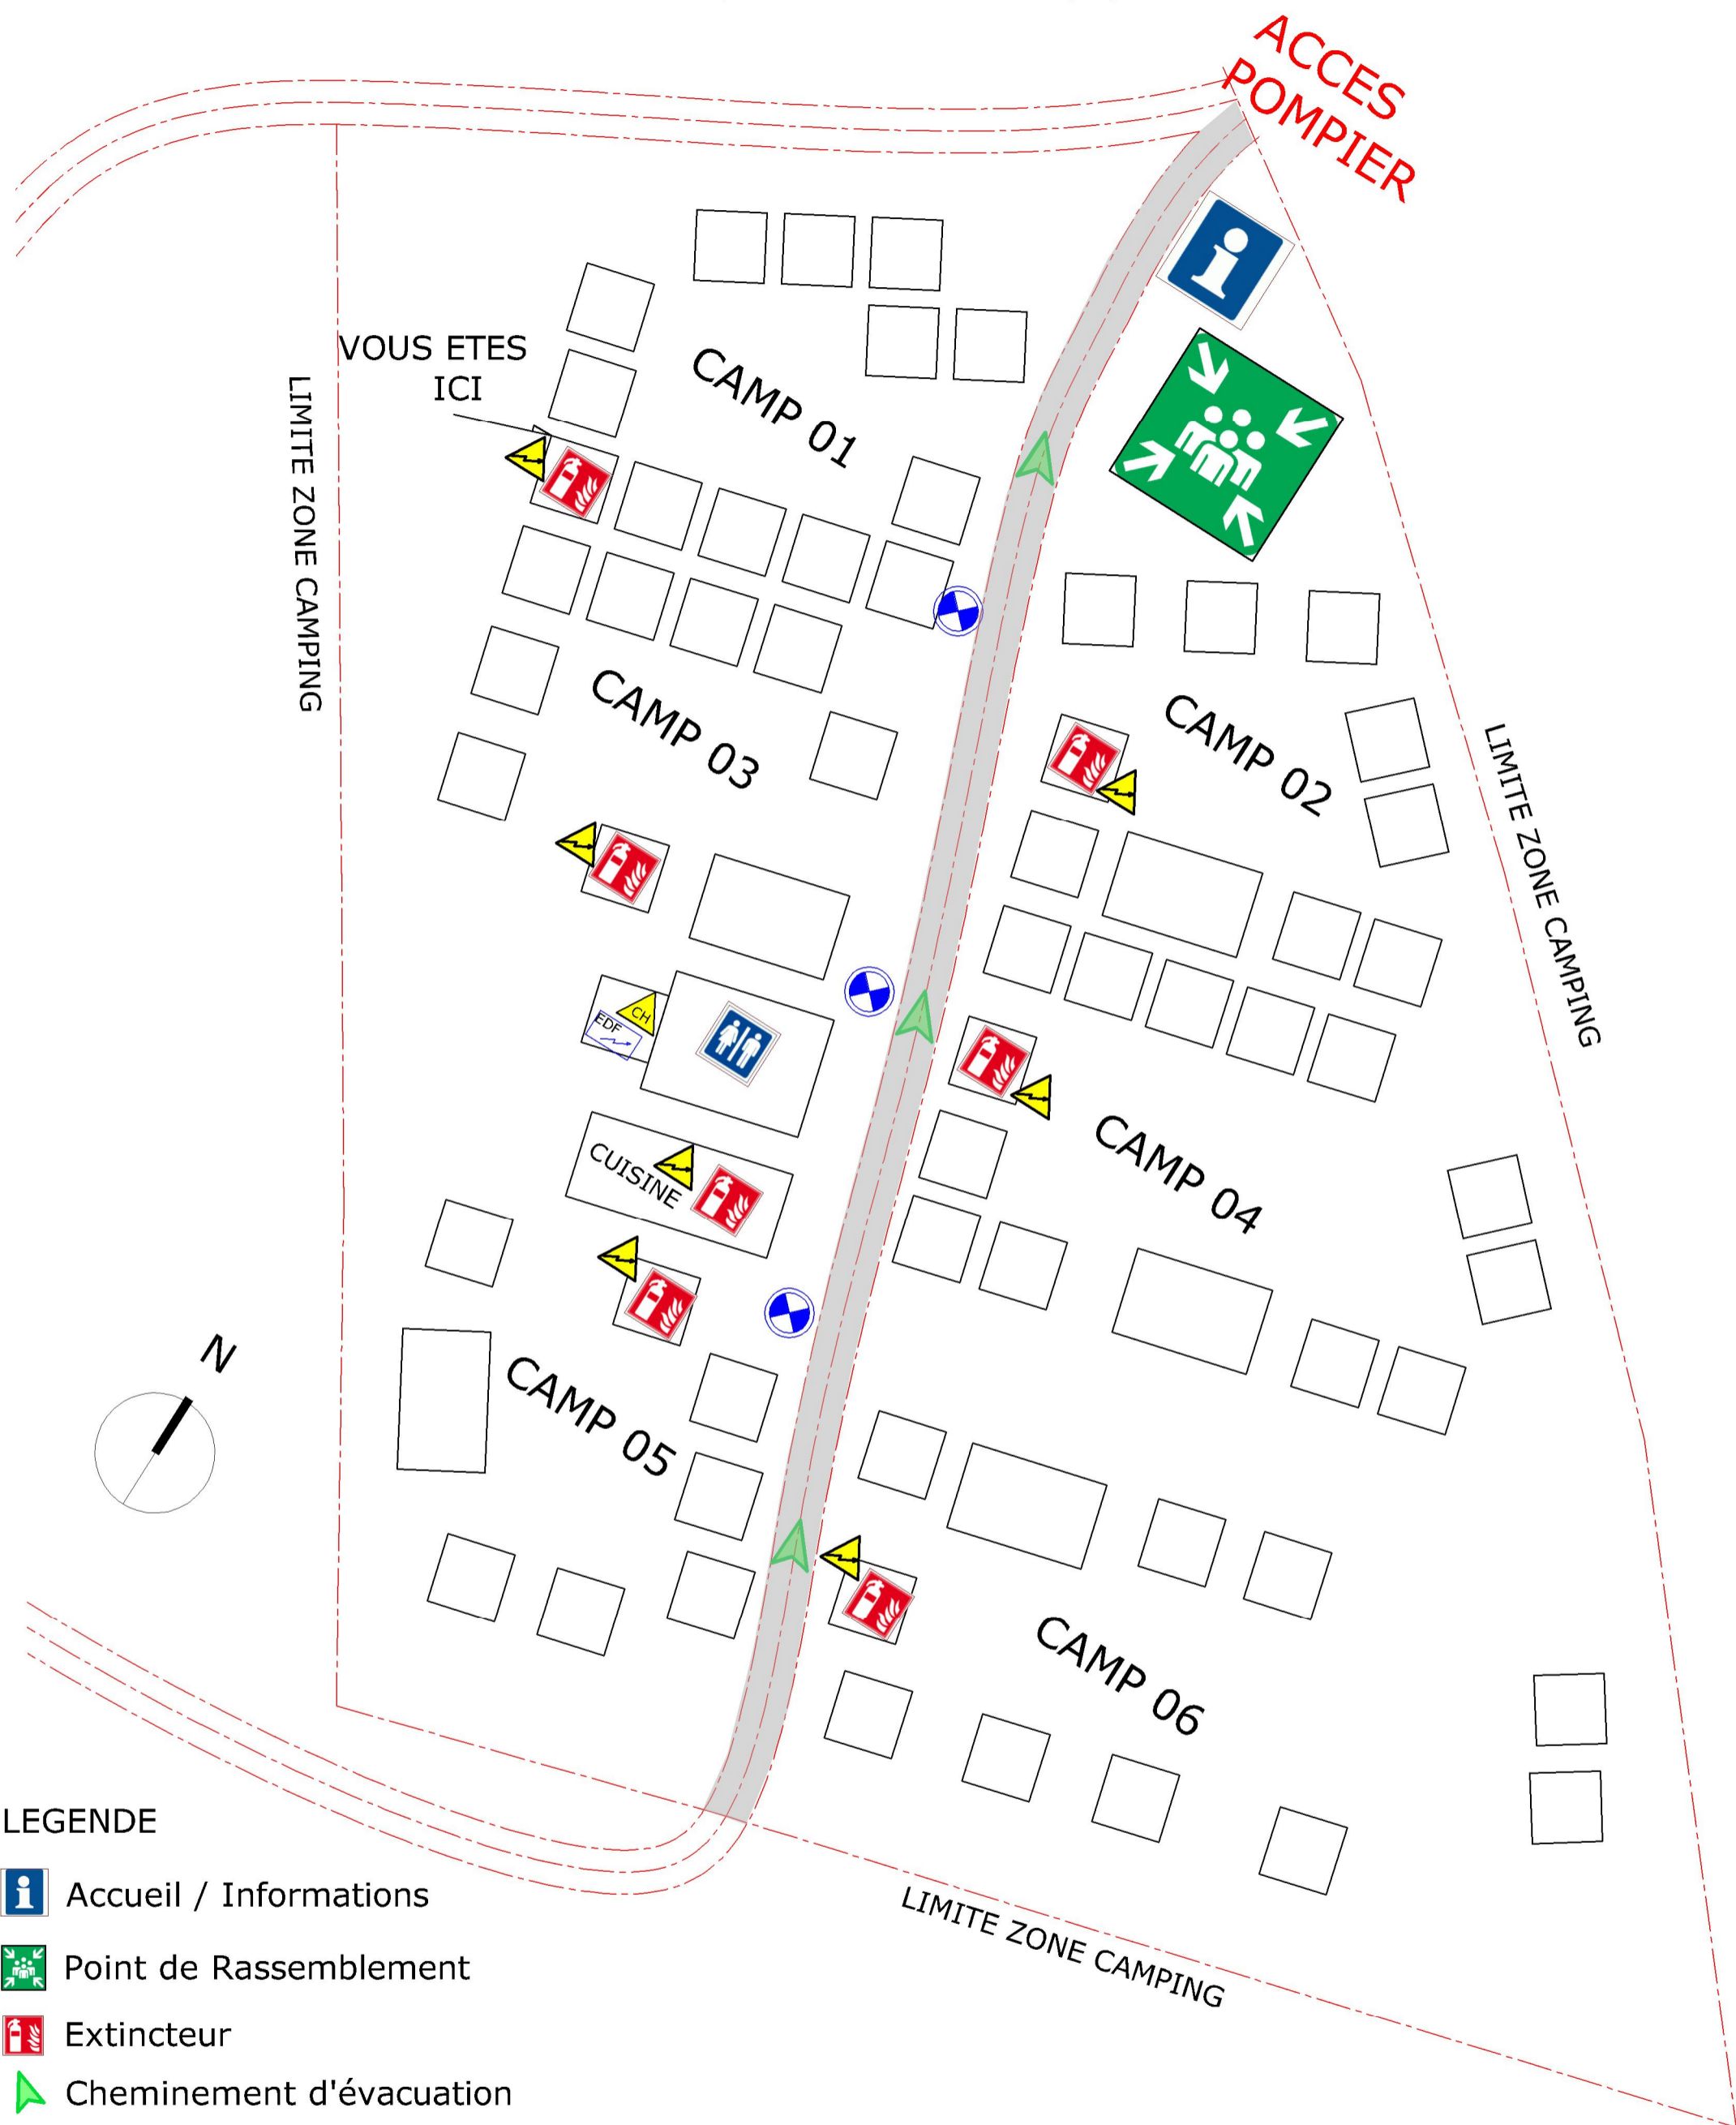 ACCES
POMPIER
VOUS ETES
ICI
CAMP 01
LIMITE ZONE CAMPING
CAMP 03
CAMP 02
LIMITE ZONE CAMPING
CH
EDF
CUISINE
CAMP 04
N
CAMP 05
CAMP 06
LIMITE ZONE CAMPING
LEGENDE
Accueil / Informations
Point de Rassemblement
Extincteur
Cheminement d'évacuation